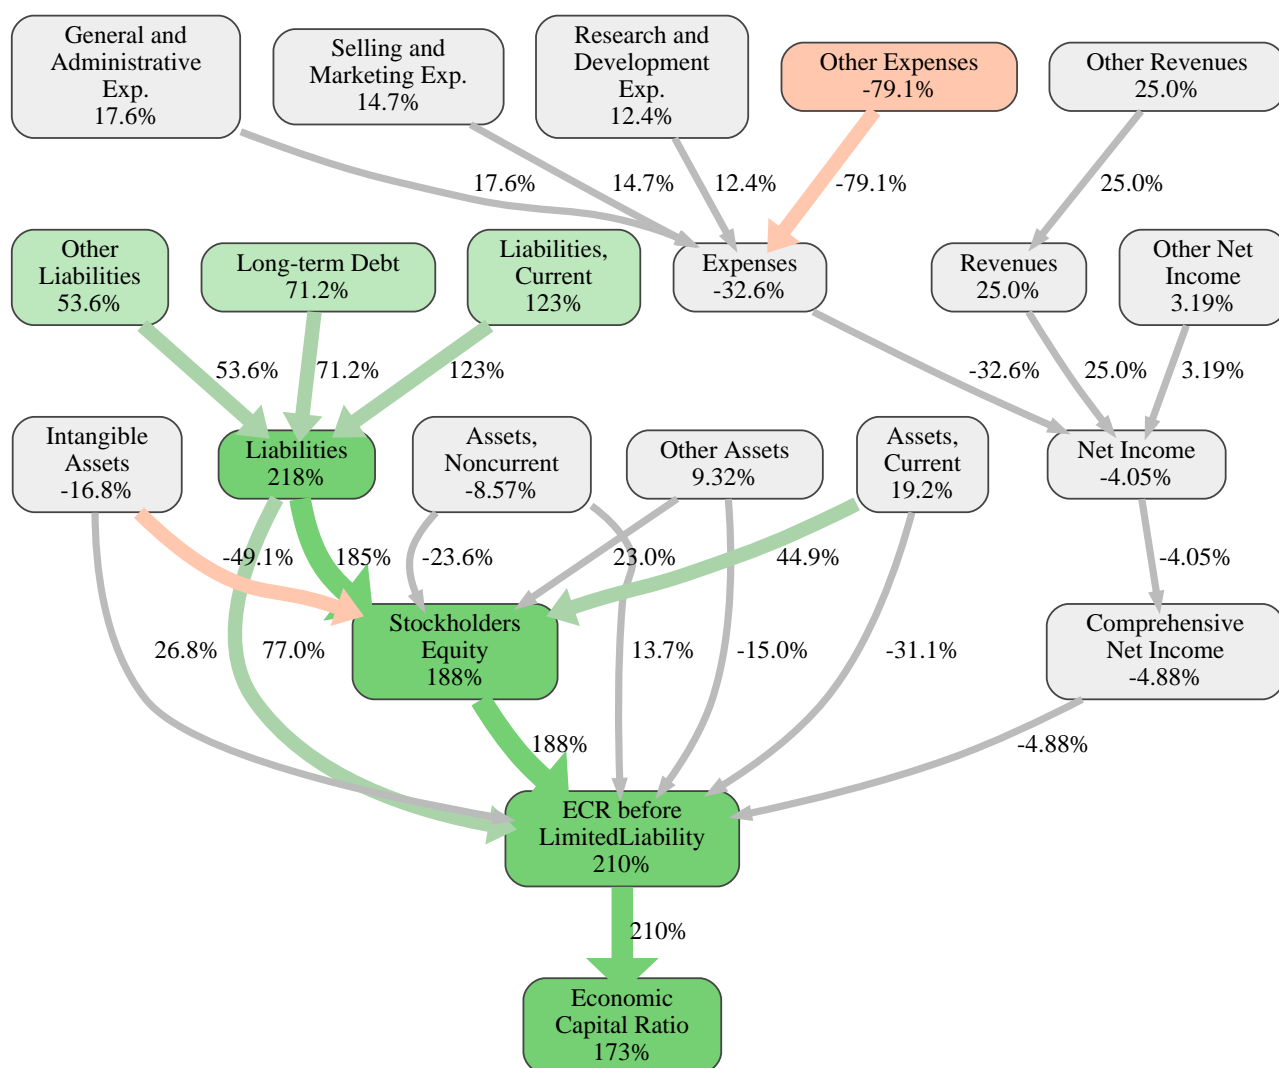 General and
Administrative
Exp.
17.6%
Selling and
Marketing Exp.
14.7%
Research and
Development
Exp.
12.4%
Other Expenses
-79.1%
Other Revenues
25.0%
17.6%
14.7%
12.4%
-79.1%
25.0%
Other
Liabilities
53.6%
Long-term Debt
71.2%
Liabilities,
Current
123%
Expenses
-32.6%
Revenues
25.0%
Other Net
Income
3.19%
53.6%
71.2%
123%
-32.6%
25.0%
3.19%
Intangible
Assets
-16.8%
Liabilities
218%
Assets,
Noncurrent
-8.57%
Other Assets
9.32%
Assets,
Current
19.2%
Net Income
-4.05%
-49.1%
185%
-23.6%
23.0%
44.9%
-4.05%
Stockholders
Equity
188%
Comprehensive
Net Income
-4.88%
26.8%
77.0%
13.7%
-15.0%
-31.1%
188%
-4.88%
ECR before
LimitedLiability
210%
210%
Economic
Capital Ratio
173%